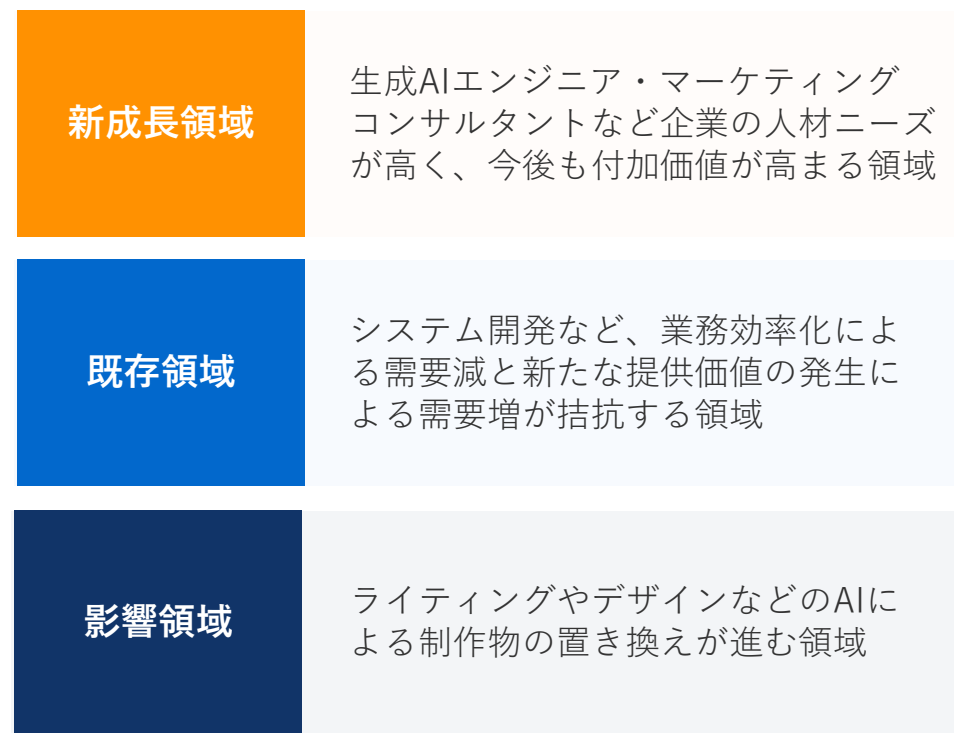 新成長領域
生成AIエンジニア・マーケティング
コンサルタントなど企業の人材ニーズ
が高く、今後も付加価値が高まる領域
既存領域
システム開発など、業務効率化によ
る需要減と新たな提供価値の発生に
よる需要増が拮抗する領域
影響領域
ライティングやデザインなどのAIに
よる制作物の置き換えが進む領域